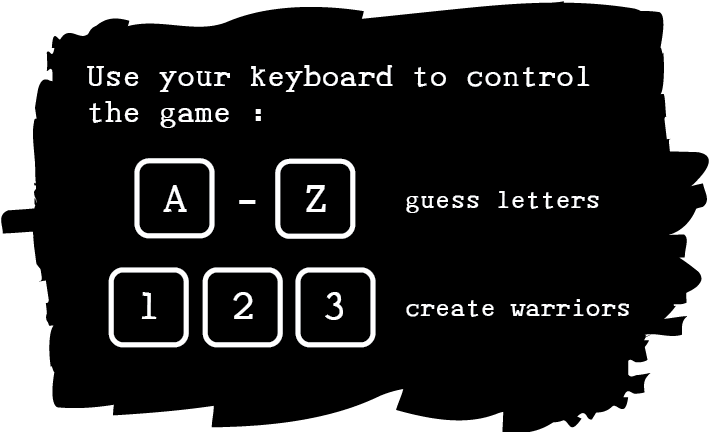 Use your keyboard to control
the game :
A - Z guess letters
1 2 3 create warriors